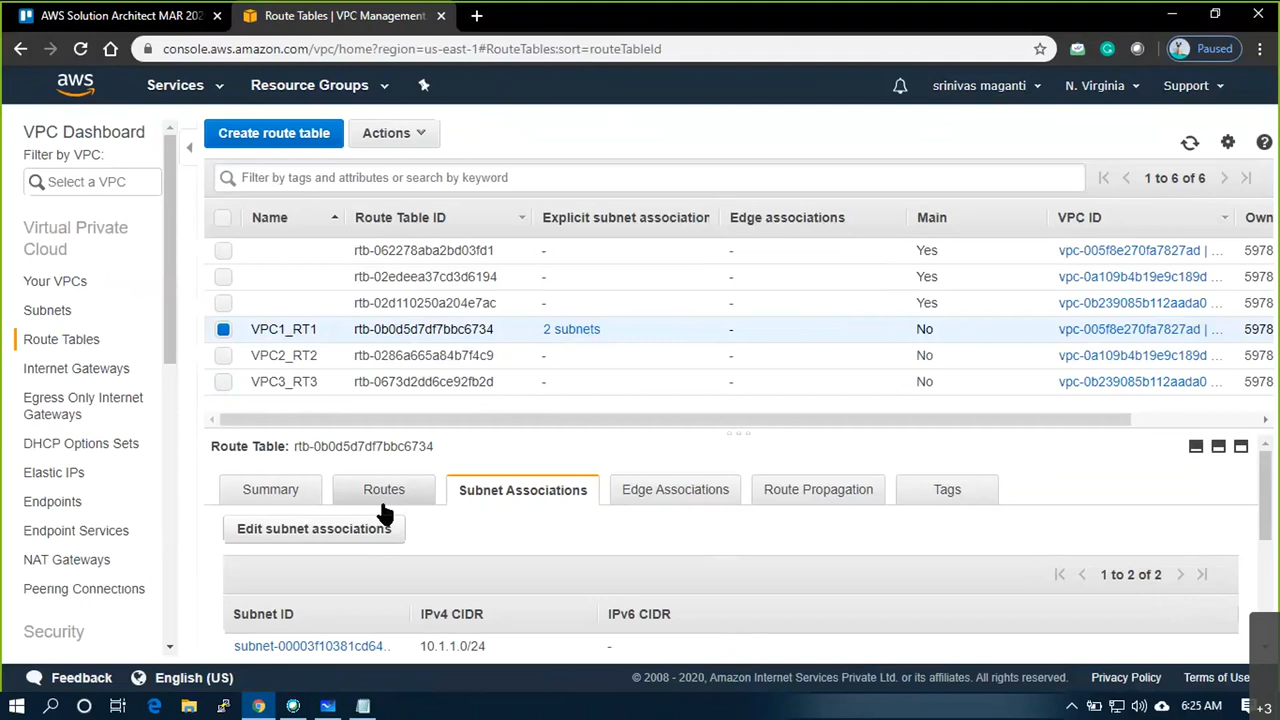 AWS Solution Architect MAR 202
Route Tables | VPC Management
console.aws.amazon.com/vpc/home?region=us-east-1#RouteTables:sort=routeTableId
Paused
aws
Services
Resource Groups
srinivas maganti
N. Virginia
Support
VPC Dashboard
Filter by VPC:
Select a VPC
Virtual Private
Cloud
Your VPCs
Subnets
Route Tables
Internet Gateways
Egress Only Internet
Gateways
DHCP Options Sets
Elastic IPs
Endpoints
Endpoint Services
NAT Gateways
Peering Connections
Security
Create route table
Actions
Filter by tags and attributes or search by keyword
1 to 6 of 6
Name Route Table ID Explicit subnet association Edge associations Main VPC ID Own
rtb-062278aba2bd03fd1 - - Yes vpc-005f8e270fa7827ad | ... 5978
rtb-02edeea37cd3d6194 - - Yes vpc-0a109b4b19e9c189d ... 5978
rtb-02d110250a204e7ac - - Yes vpc-0b239085b112aada0 ... 5978
VPC1_RT1 rtb-0b0d5d7df7bbc6734 2 subnets - No vpc-005f8e270fa7827ad | ... 5978
VPC2_RT2 rtb-0286a665a84b7f4c9 - - No vpc-0a109b4b19e9c189d ... 5978
VPC3_RT3 rtb-0673d2dd6ce92fb2d - - No vpc-0b239085b112aada0 ... 5978
Route Table: rtb-0b0d5d7df7bbc6734
Summary
Routes
Subnet Associations
Edge Associations
Route Propagation
Tags
Edit subnet associations
1 to 2 of 2
Subnet ID IPv4 CIDR IPv6 CIDR
subnet-00003f10381cd64.. 10.1.1.0/24 -
Feedback
English (US)
© 2008 - 2020, Amazon Internet Services Private Ltd. or its affiliates. All rights reserved.
Privacy Policy
Terms of Use
6:25 AM
+3